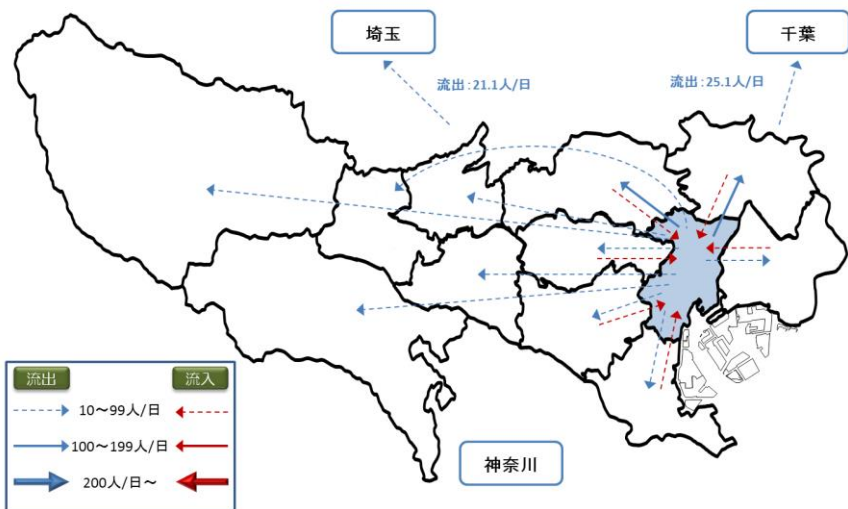 埼玉
千葉
流出：21.1人/日
流出：25.1人/日
流出
流入
10～99人/日
100～199人/日
200人/日～
神奈川